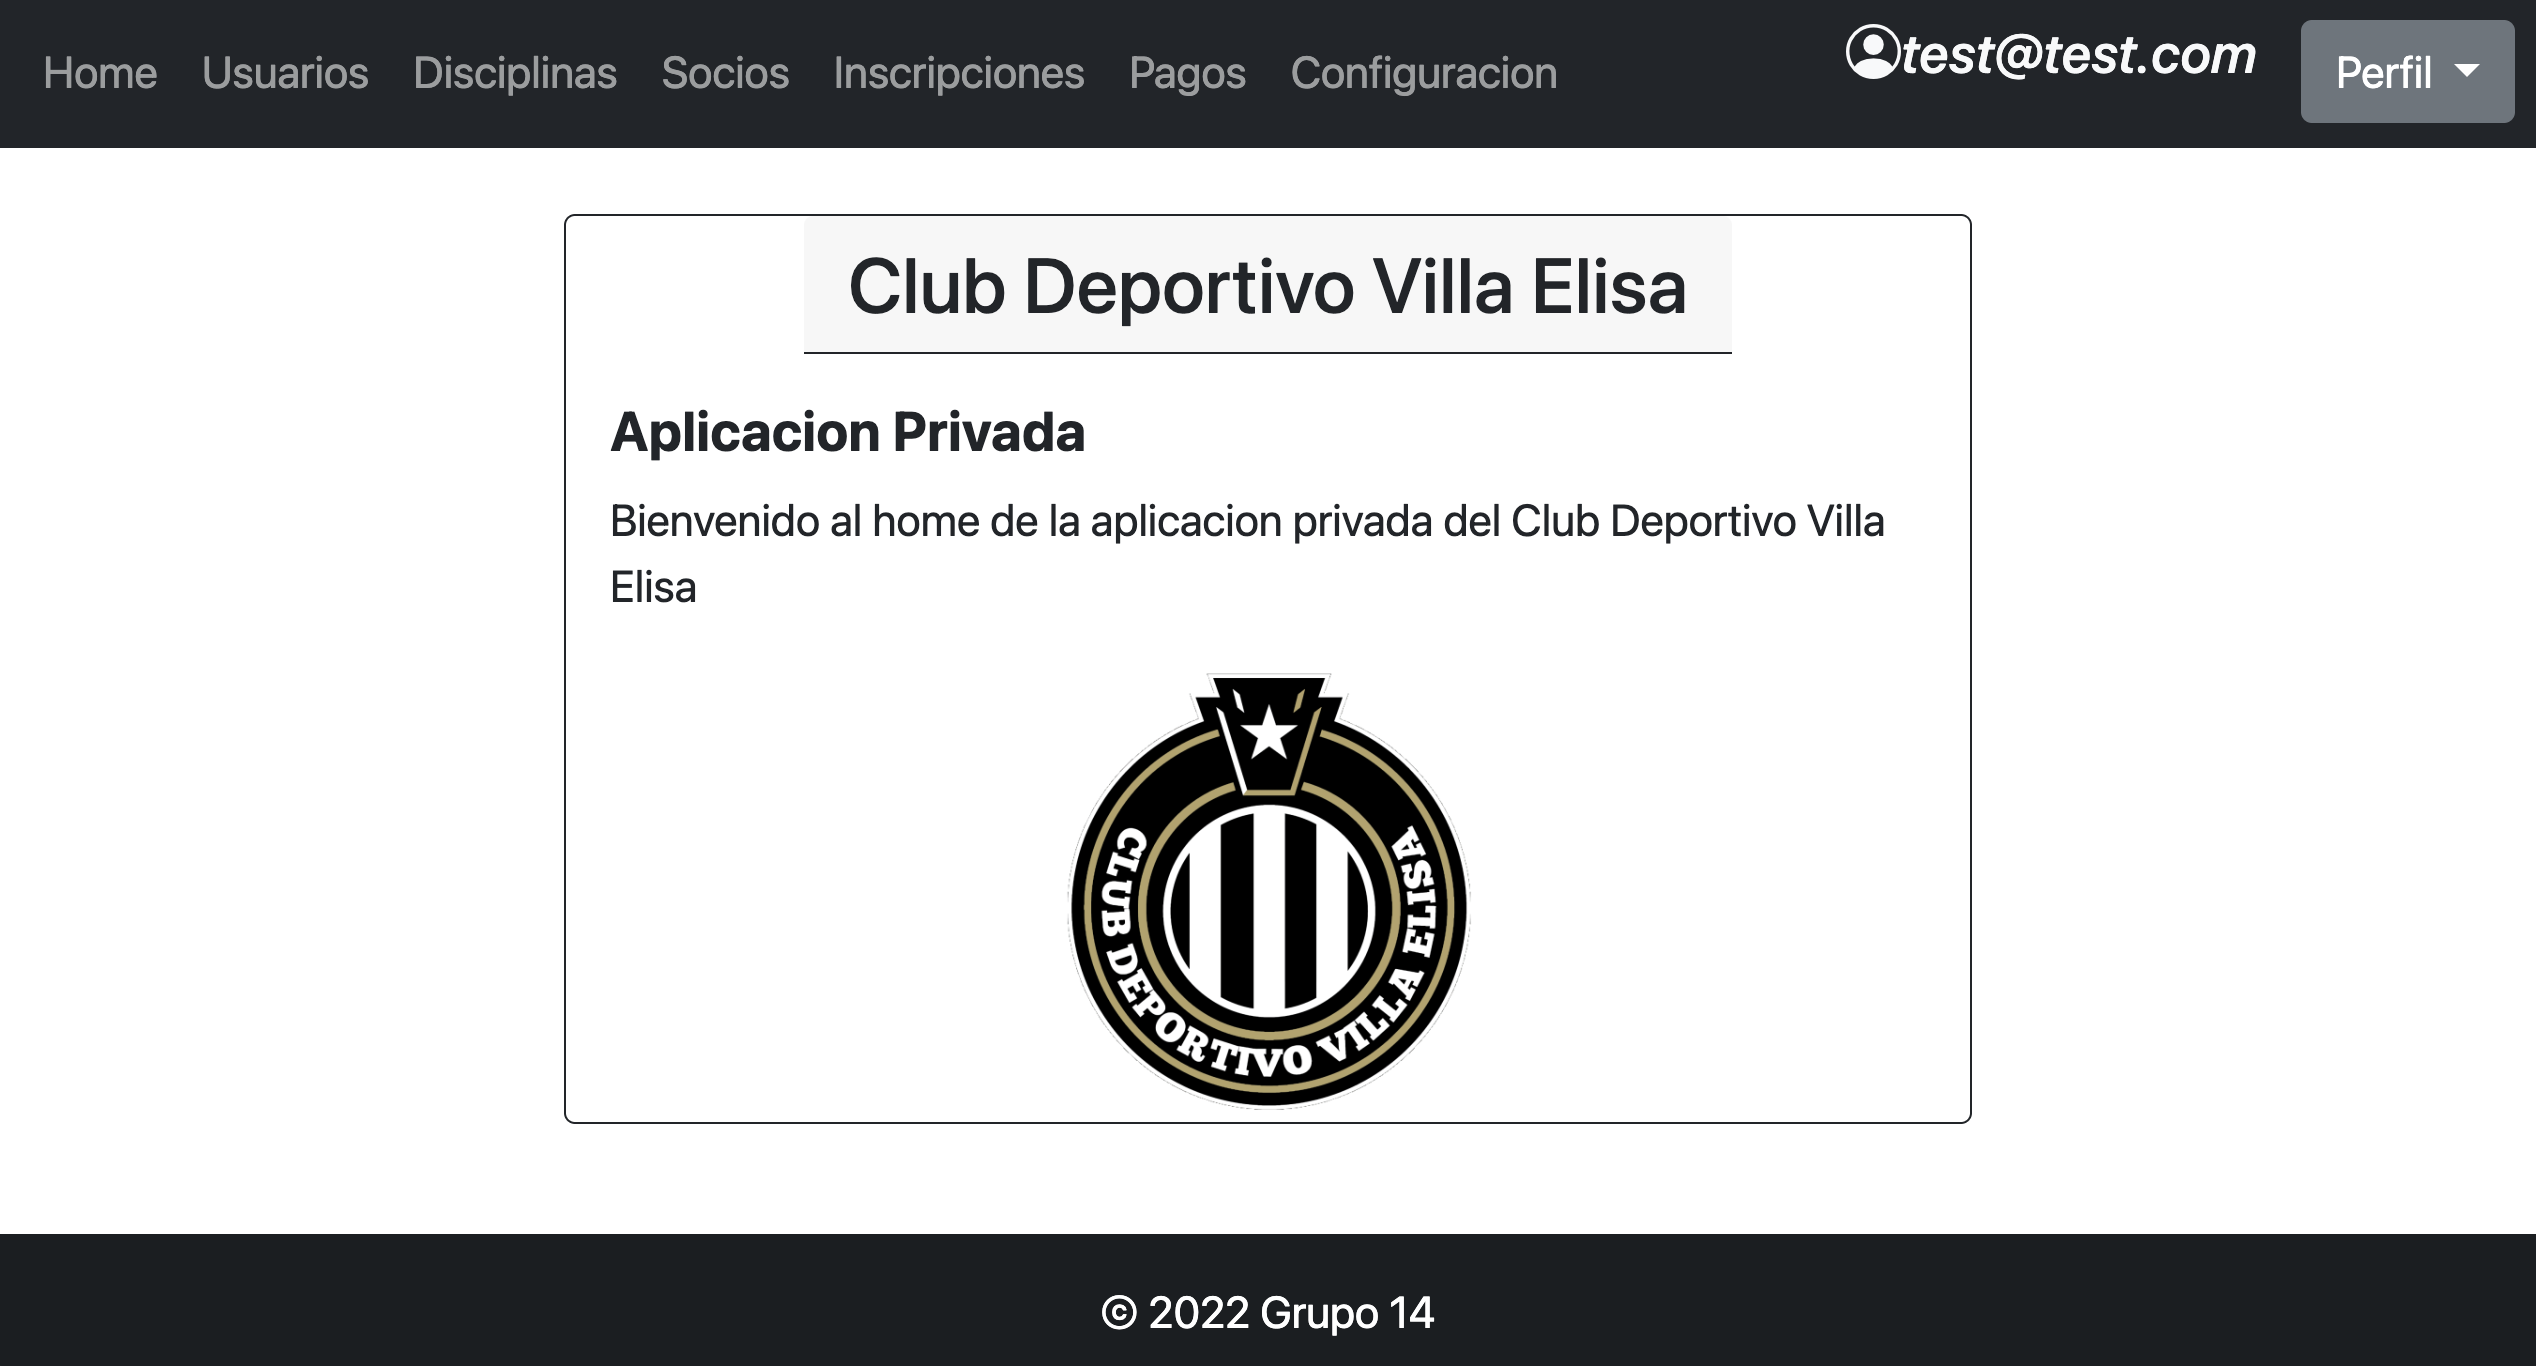 Home Usuarios Disciplinas Socios Inscripciones Pagos Configuracion test@test.com Perfil
Club Deportivo Villa Elisa
Aplicacion Privada
Bienvenido al home de la aplicacion privada del Club Deportivo Villa
Elisa
CLUB DEPORTIVO VILLA ELISA
© 2022 Grupo 14